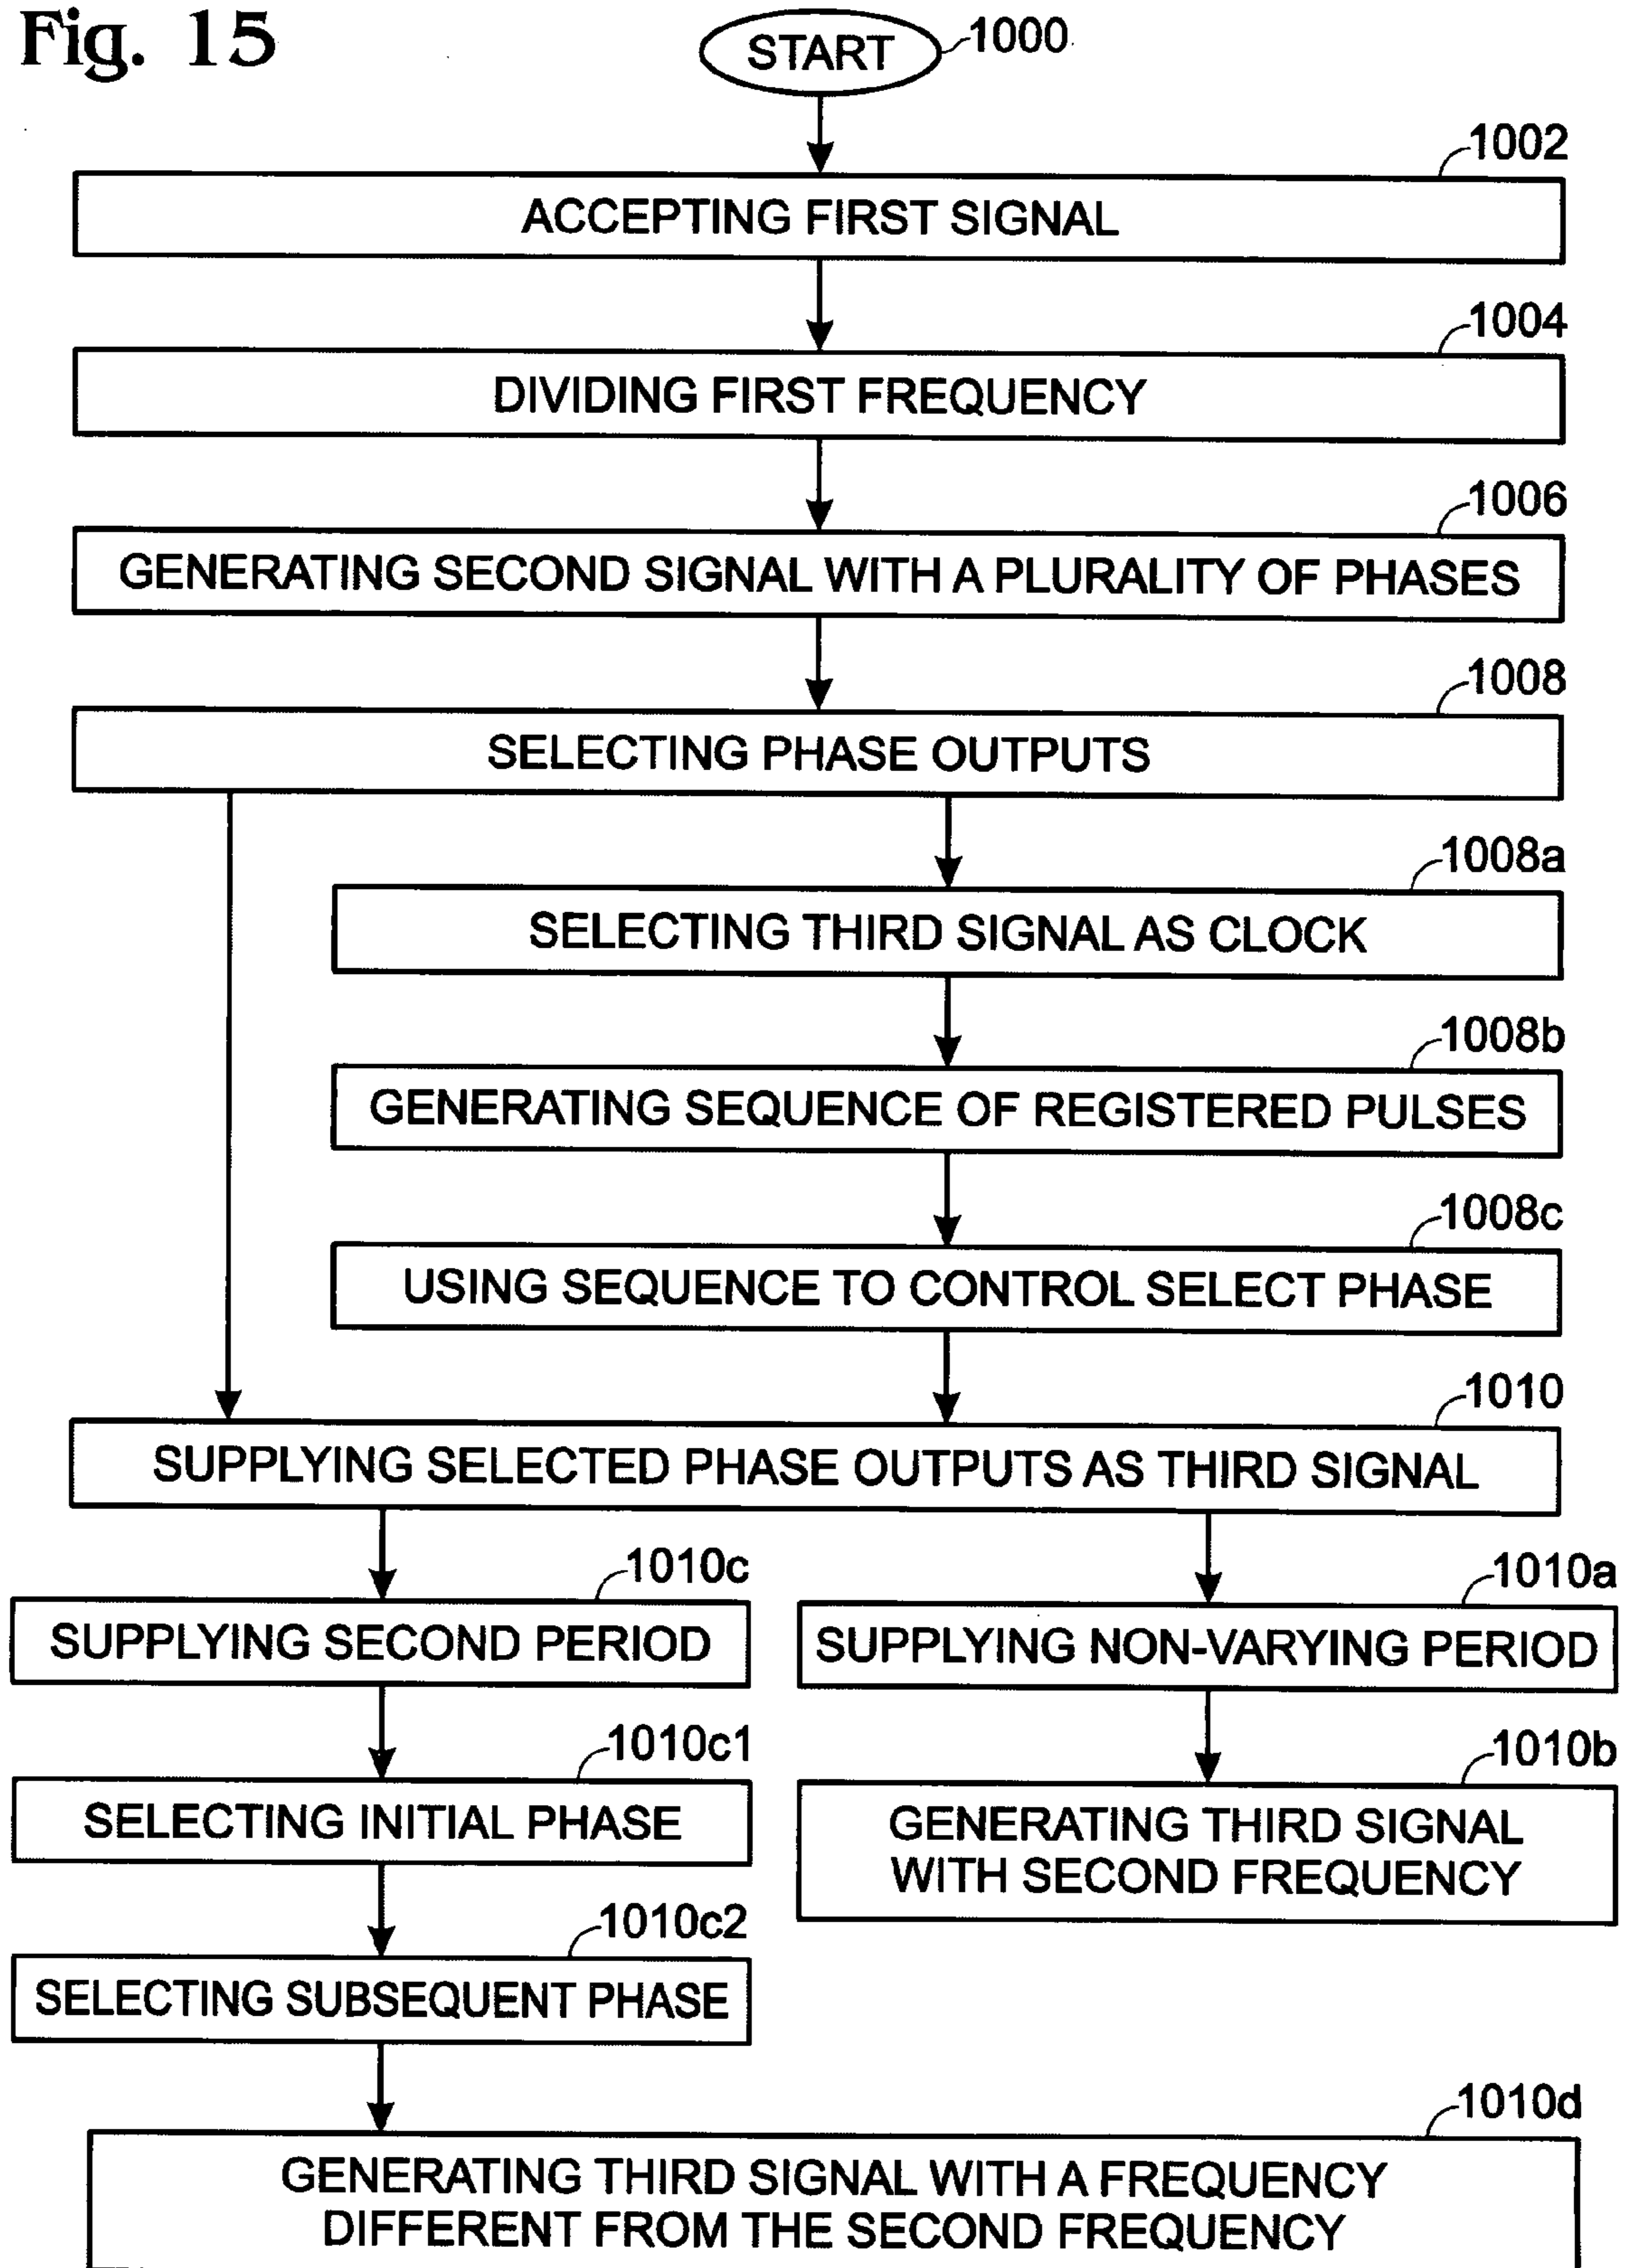 Fig. 15
START
1000
1002
ACCEPTING FIRST SIGNAL
1004
DIVIDING FIRST FREQUENCY
1006
GENERATING SECOND SIGNAL WITH A PLURALITY OF PHASES
1008
SELECTING PHASE OUTPUTS
1008a
SELECTING THIRD SIGNAL AS CLOCK
1008b
GENERATING SEQUENCE OF REGISTERED PULSES
1008c
USING SEQUENCE TO CONTROL SELECT PHASE
1010
SUPPLYING SELECTED PHASE OUTPUTS AS THIRD SIGNAL
1010c
SUPPLYING SECOND PERIOD
1010a
SUPPLYING NON-VARYING PERIOD
1010c1
SELECTING INITIAL PHASE
1010b
GENERATING THIRD SIGNAL
WITH SECOND FREQUENCY
1010c2
SELECTING SUBSEQUENT PHASE
1010d
GENERATING THIRD SIGNAL WITH A FREQUENCY
DIFFERENT FROM THE SECOND FREQUENCY